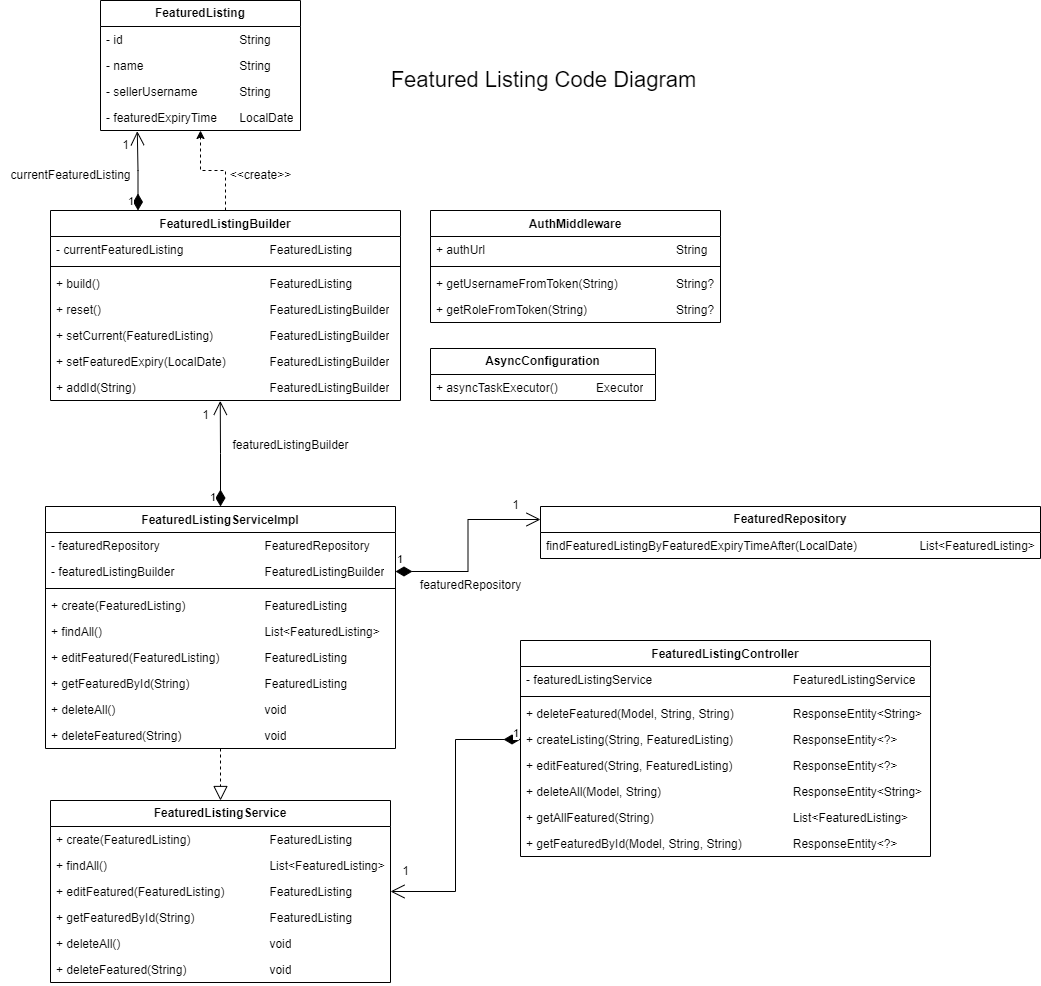 FeaturedListing
- id String
- name String
- sellerUsername String
- featuredExpiryTime LocalDate
Featured Listing Code Diagram
1
currentFeaturedListing
<<create>>
1
FeaturedListingBuilder
- currentFeaturedListing FeaturedListing
+ build() FeaturedListing
+ reset() FeaturedListingBuilder
+ setCurrent(FeaturedListing) FeaturedListingBuilder
+ setFeaturedExpiry(LocalDate) FeaturedListingBuilder
+ addId(String) FeaturedListingBuilder
AuthMiddleware
+ authUrl String
+ getUsernameFromToken(String) String?
+ getRoleFromToken(String) String?
AsyncConfiguration
+ asyncTaskExecutor() Executor
1
featuredListingBuilder
1
FeaturedListingServiceImpl
- featuredRepository FeaturedRepository
- featuredListingBuilder FeaturedListingBuilder
+ create(FeaturedListing) FeaturedListing
+ findAll() List<FeaturedListing>
+ editFeatured(FeaturedListing) FeaturedListing
+ getFeaturedById(String) FeaturedListing
+ deleteAll() void
+ deleteFeatured(String) void
1
featuredRepository
1
FeaturedRepository
findFeaturedListingByFeaturedExpiryTimeAfter(LocalDate) List<FeaturedListing>
FeaturedListingController
- featuredListingService FeaturedListingService
+ deleteFeatured(Model, String, String) ResponseEntity<String>
+ createListing(String, FeaturedListing) ResponseEntity<?>
+ editFeatured(String, FeaturedListing) ResponseEntity<?>
+ deleteAll(Model, String) ResponseEntity<String>
+ getAllFeatured(String) List<FeaturedListing>
+ getFeaturedById(Model, String, String) ResponseEntity<?>
1
1
FeaturedListingService
+ create(FeaturedListing) FeaturedListing
+ findAll() List<FeaturedListing>
+ editFeatured(FeaturedListing) FeaturedListing
+ getFeaturedById(String) FeaturedListing
+ deleteAll() void
+ deleteFeatured(String) void